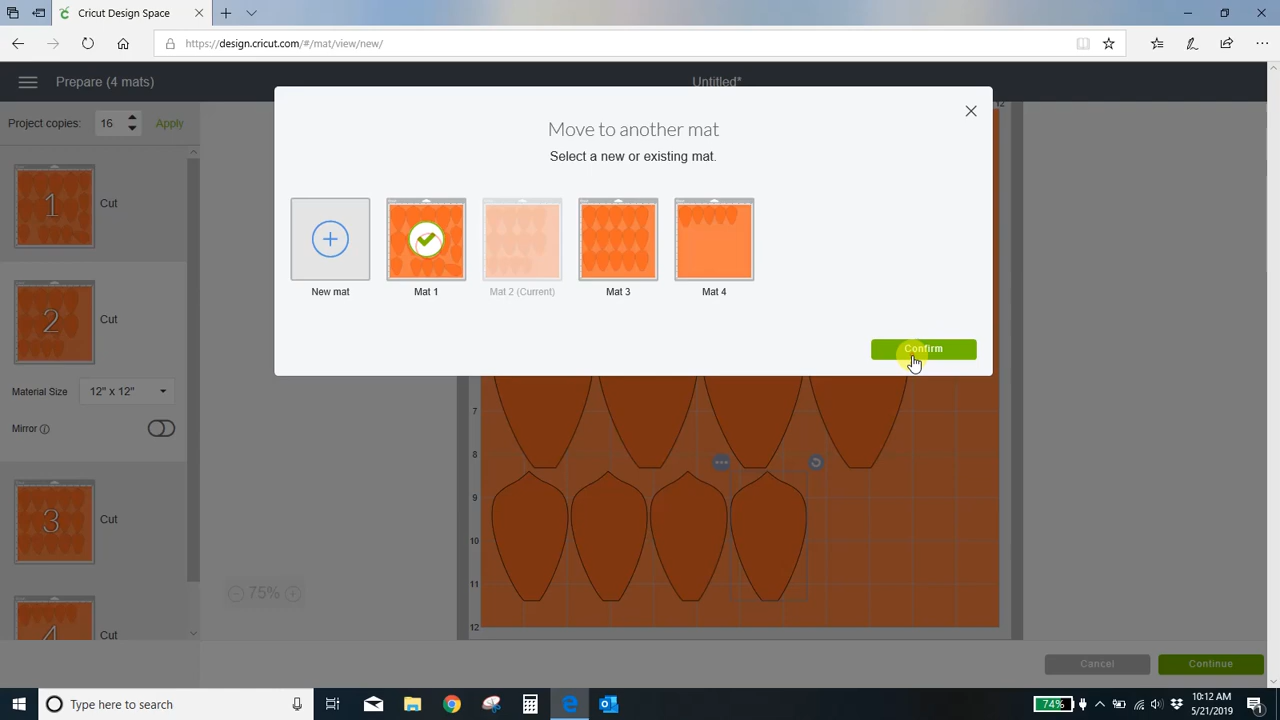 Cricut Design Space
https://design.cricut.com/#/mat/view/new/
Prepare (4 mats)
Untitled*
Project copies: 16 Apply
1 Cut
2 Cut
Material Size 12" x 12"
Mirror
3 Cut
4 Cut
Move to another mat
Select a new or existing mat.
New mat
Mat 1
Mat 2 (Current)
Mat 3
Mat 4
Confirm
12
7
8
9
10
11
12
75%
Cancel
Continue
Type here to search
74%
10:12 AM
5/21/2019